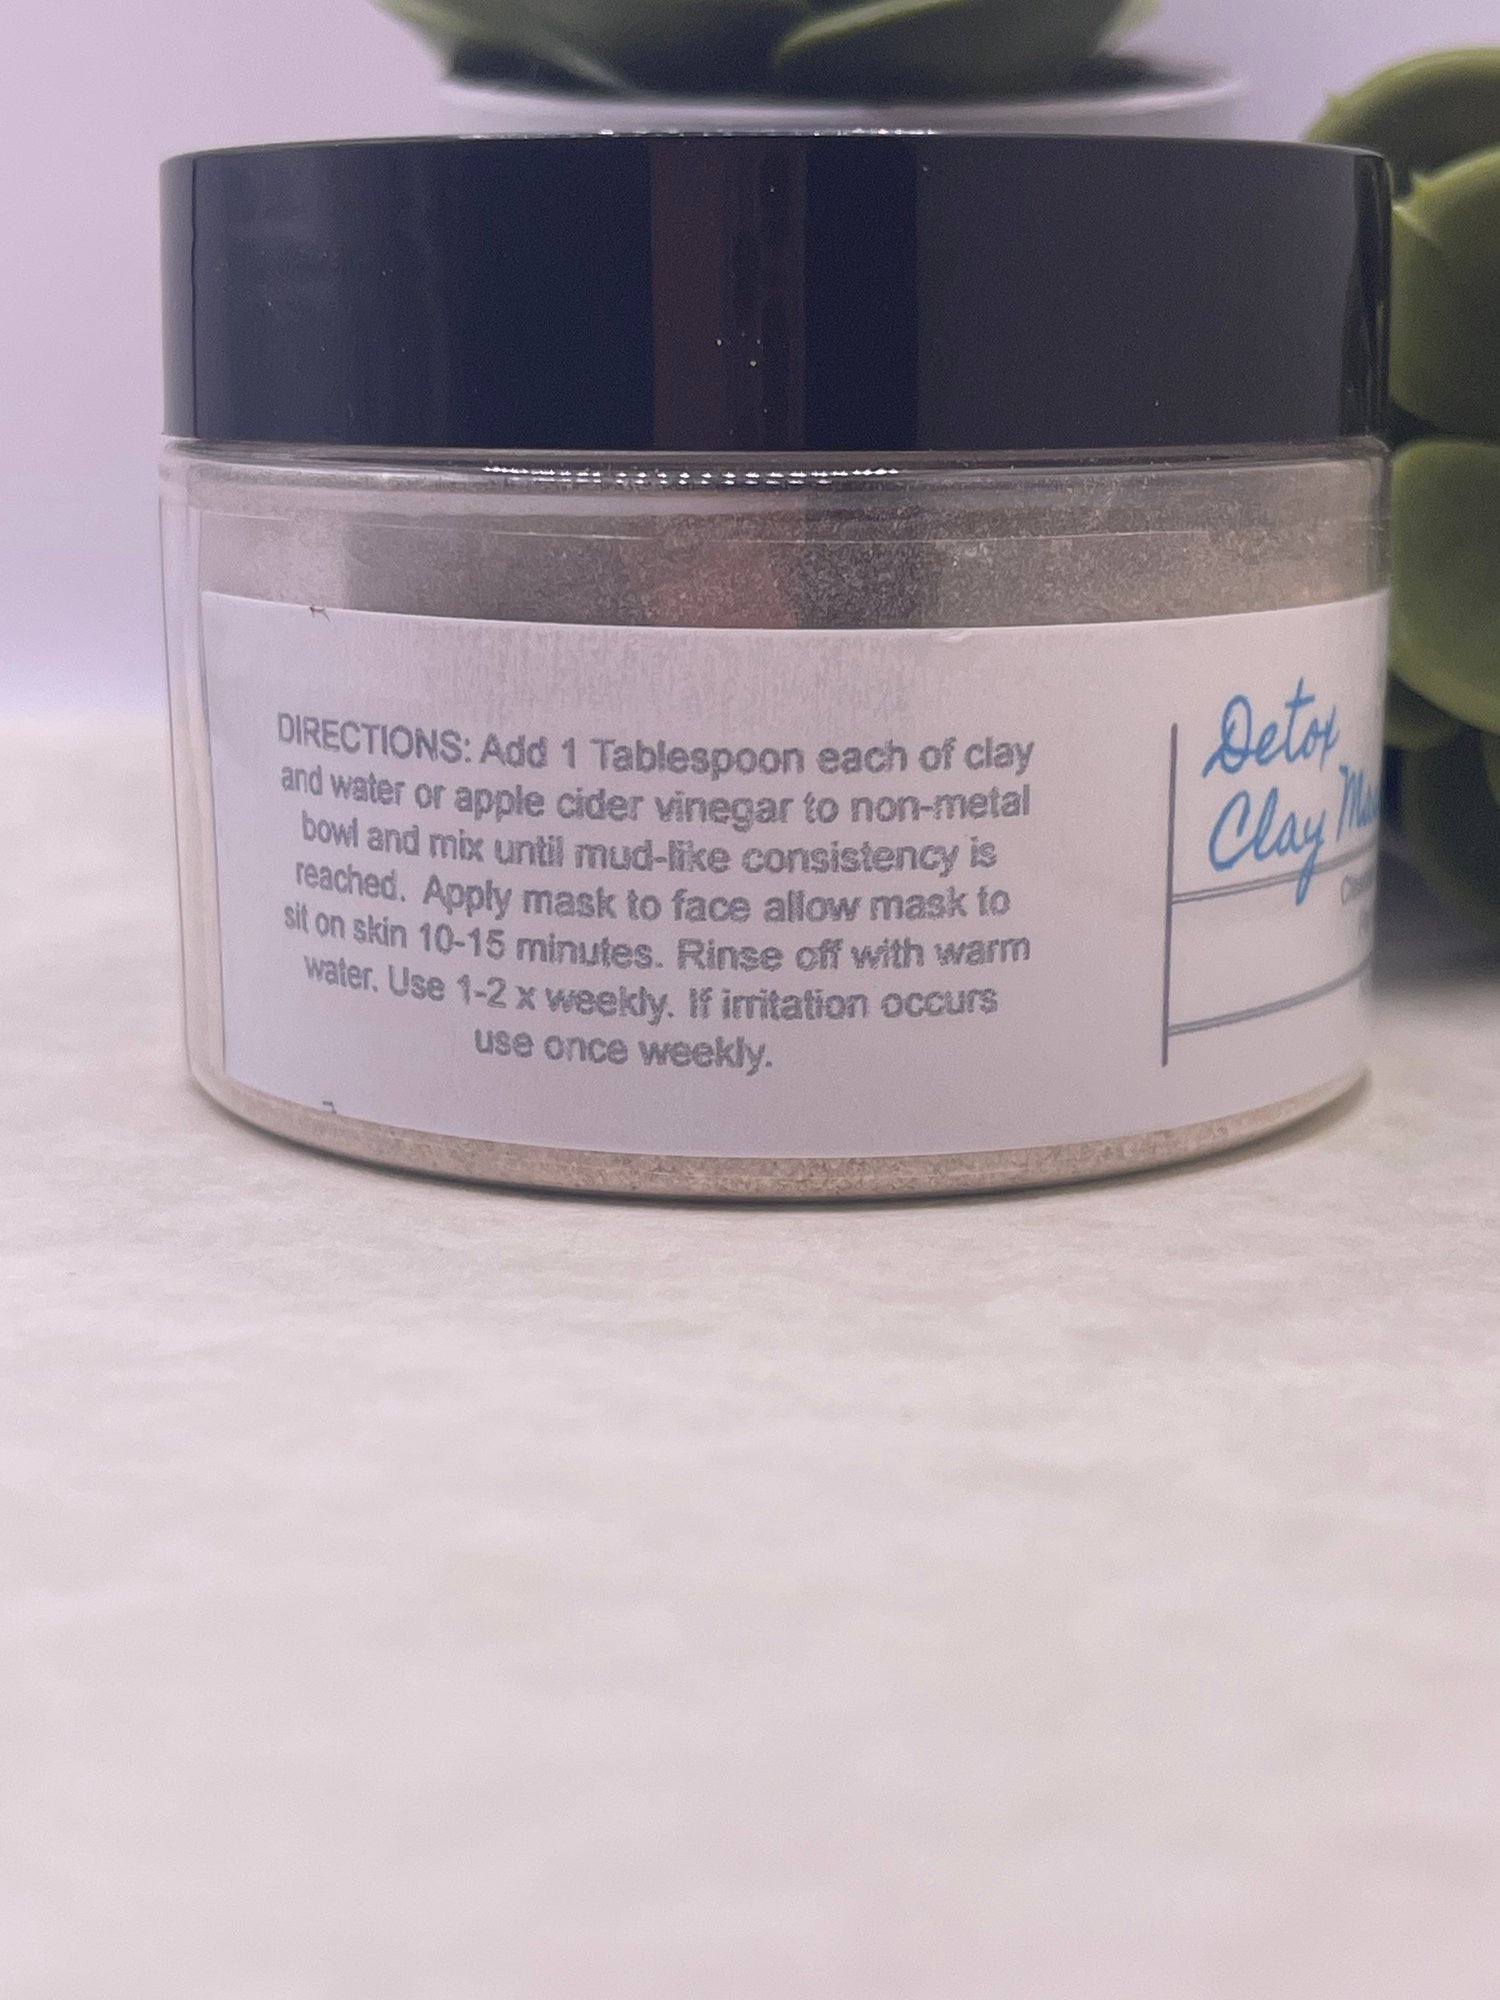 DIRECTIONS: Add 1 Tablespoon each of clay
and water or apple cider vinegar to non-metal
bowl and mix until mud-like consistency is
reached. Apply mask to face allow mask to
sit on skin 10-15 minutes. Rinse off with warm
water. Use 1-2 x weekly. If irritation occurs
use once weekly.
Detox
Clay